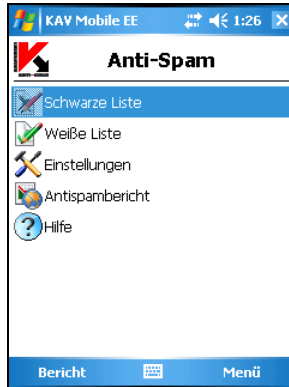 KAV Mobile EE 1:26
Anti-Spam
Schwarze Liste
Weiße Liste
Einstellungen
Antispambericht
Hilfe
Bericht Menü